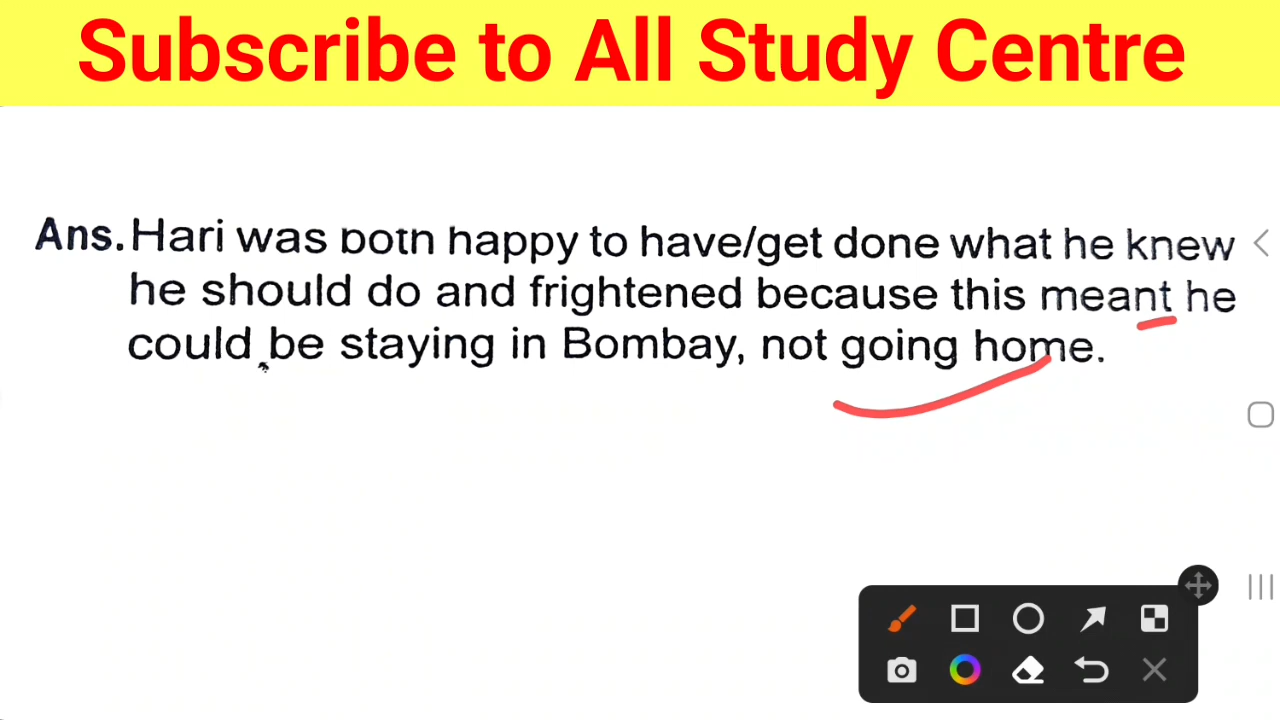 Subscribe to All Study Centre
Ans. Hari was both happy to have/get done what he knew
he should do and frightened because this meant he
could be staying in Bombay, not going home.